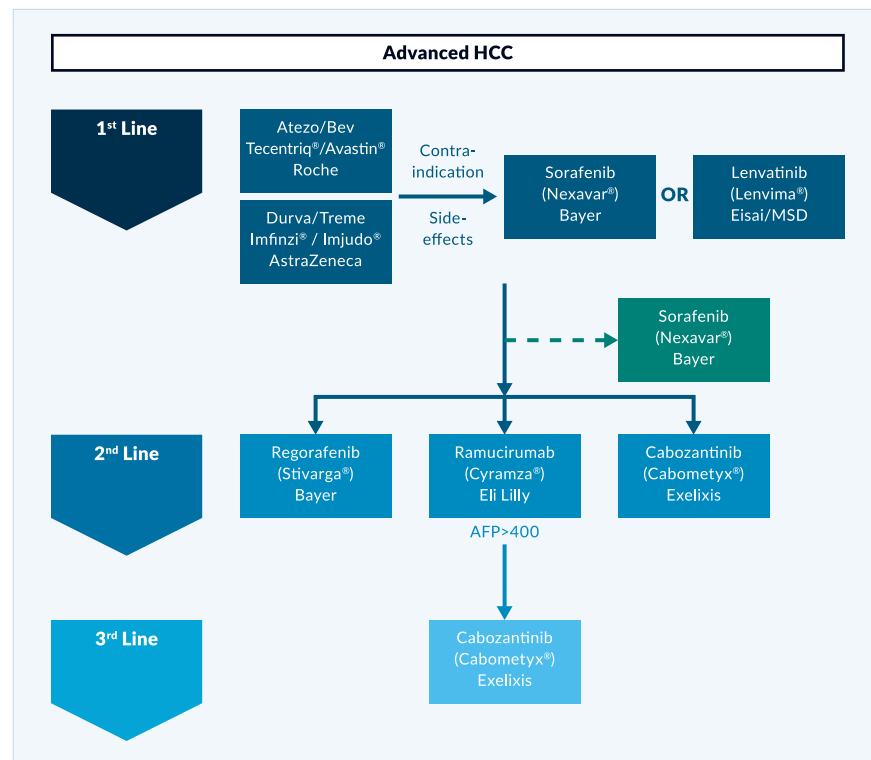 Advanced HCC
1st Line
Atezo/Bev
Tecentriq®/Avastin®
Roche
Durva/Treme
Imfinzi® / Imjudo®
AstraZeneca
Contra-
indication
Side-
effects
Sorafenib
(Nexavar®)
Bayer
OR
Lenvatinib
(Lenvima®)
Eisai/MSD
Sorafenib
(Nexavar®)
Bayer
2nd Line
Regorafenib
(Stivarga®)
Bayer
Ramucirumab
(Cyramza®)
Eli Lilly
AFP>400
Cabozantinib
(Cabometyx®)
Exelixis
3rd Line
Cabozantinib
(Cabometyx®)
Exelixis